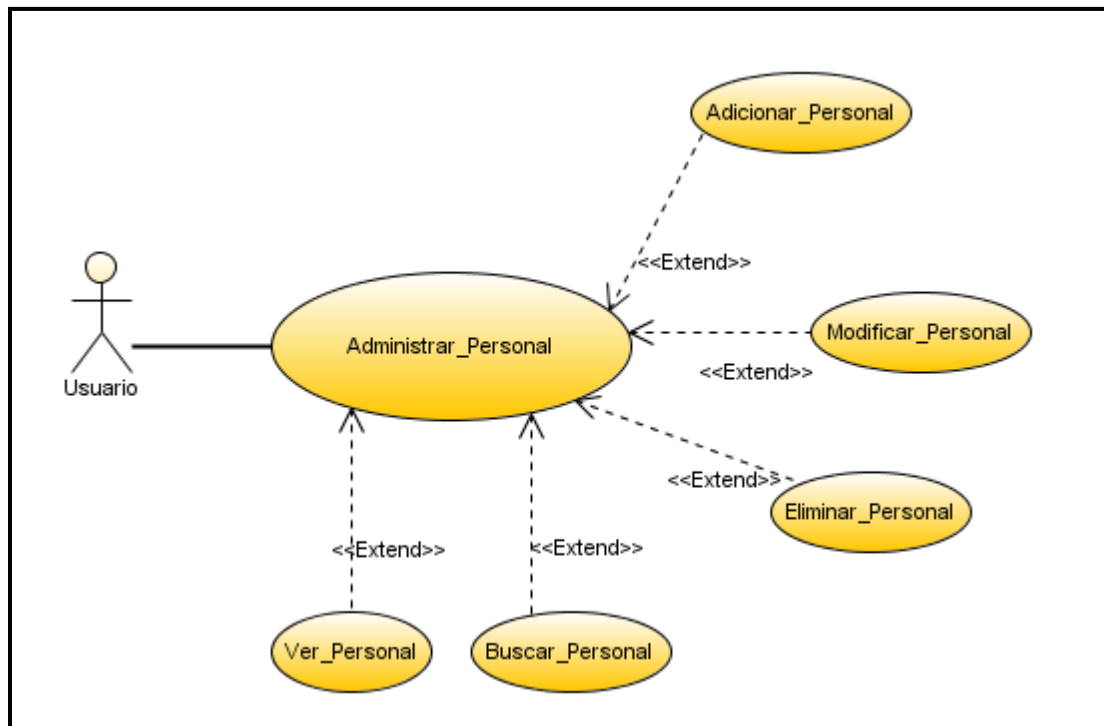 Adicionar_Personal
<<Extend>>
Usuario
Administrar_Personal
Modificar_Personal
<<Extend>>
<<Extend>>
Eliminar_Personal
<<Extend>>
<<Extend>>
Ver_Personal
Buscar_Personal